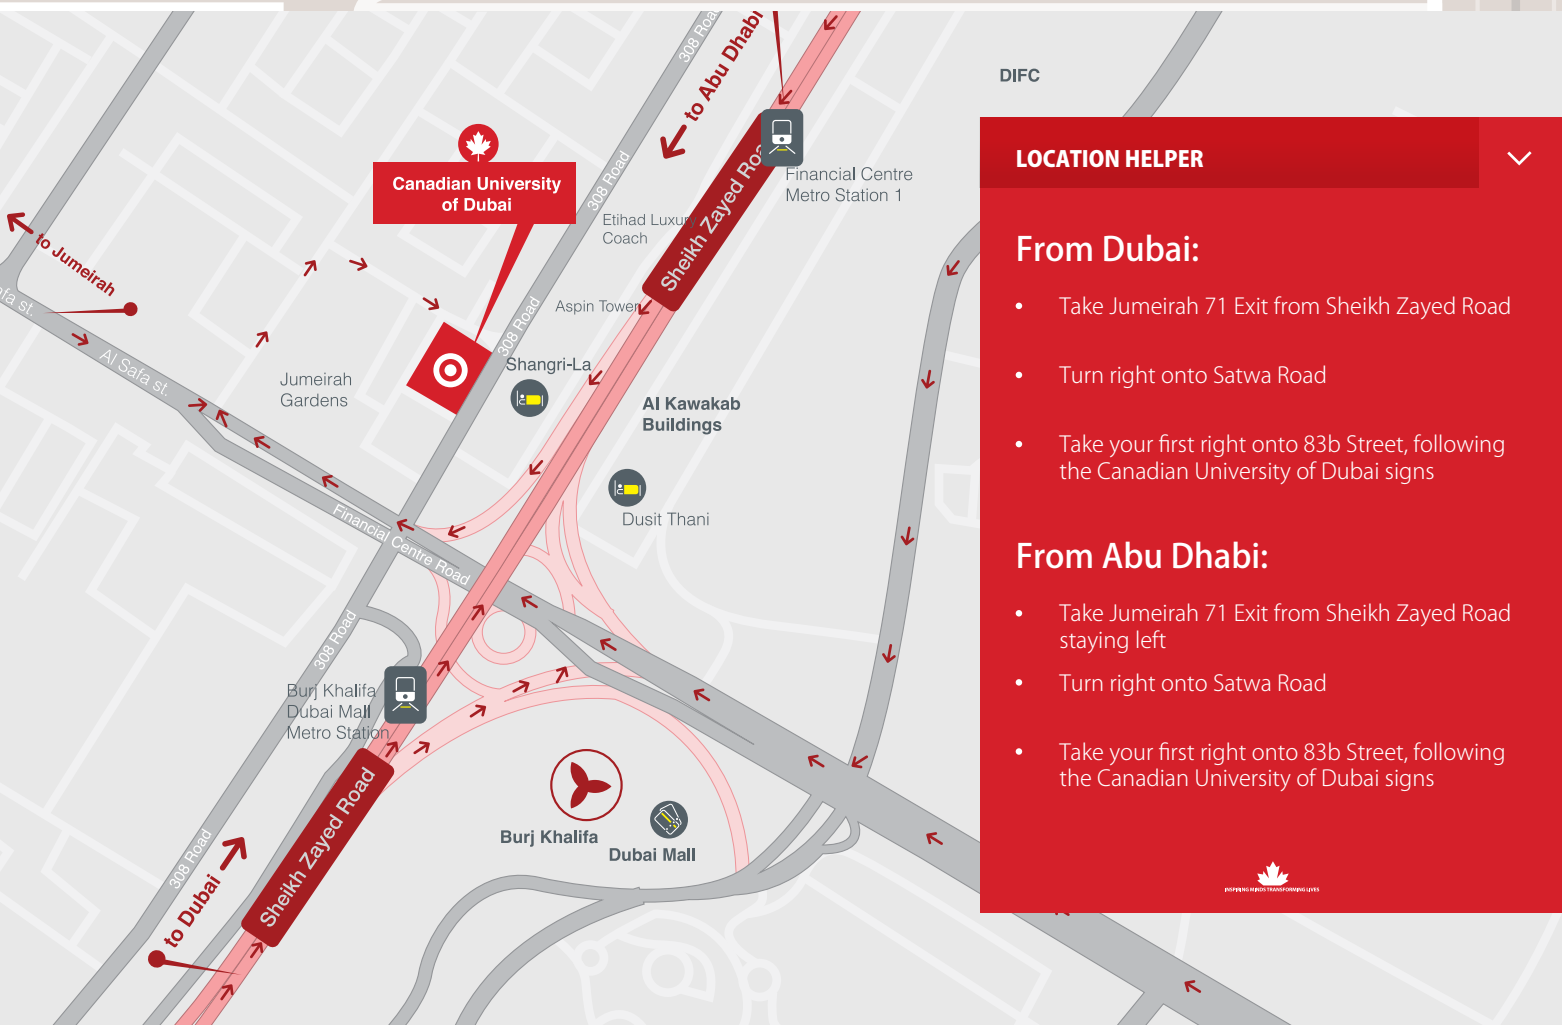 308 Road
to Abu Dhabi
DIFC
LOCATION HELPER
Canadian University
of Dubai
308 Road
Sheikh Zayed Roa
Financial Centre
Metro Station 1
Etihad Luxury
Coach
to Jumeirah
From Dubai:
• Take Jumeirah 71 Exit from Sheikh Zayed Road
• Turn right onto Satwa Road
• Take your first right onto 83b Street, following
the Canadian University of Dubai signs
Aspin Tower
308 Road
Al Safa st.
Shangri-La
Jumeirah
Gardens
Al Kawakab
Buildings
Dusit Thani
Financial Centre Road
From Abu Dhabi:
• Take Jumeirah 71 Exit from Sheikh Zayed Road
staying left
• Turn right onto Satwa Road
• Take your first right onto 83b Street, following
the Canadian University of Dubai signs
308 Road
Burj Khalifa
Dubai Mall
Metro Station
Sheikh Zayed Road
308 Road
to Dubai
Burj Khalifa
Dubai Mall
INSPIRING MINDS TRANSFORMING LIVES